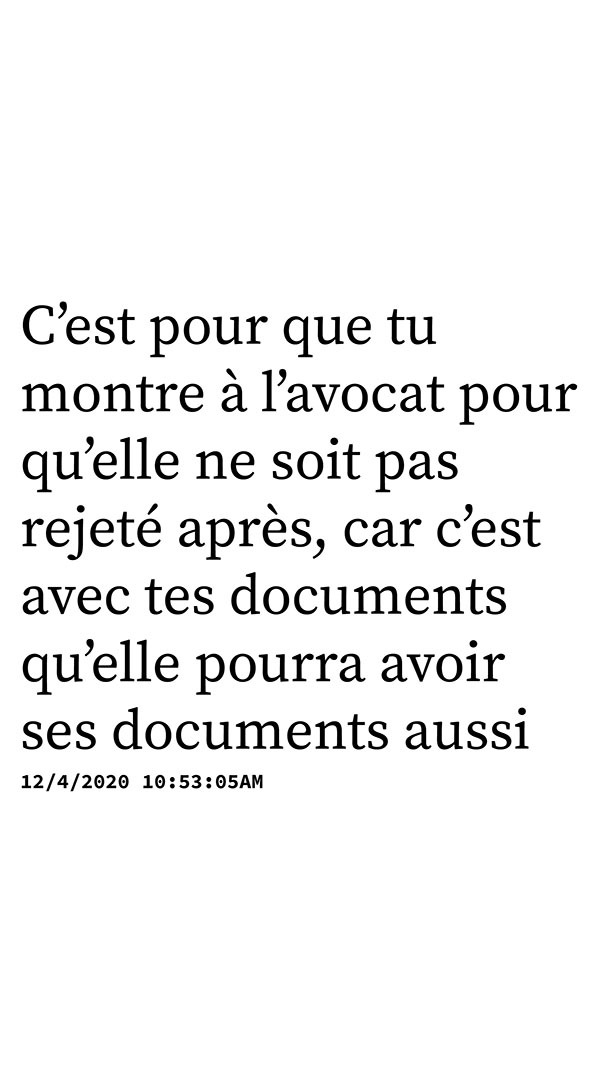 C’est pour que tu
montre à l’avocat pour
qu’elle ne soit pas
rejeté après, car c’est
avec tes documents
qu’elle pourra avoir
ses documents aussi
12/4/2020 10:53:05AM